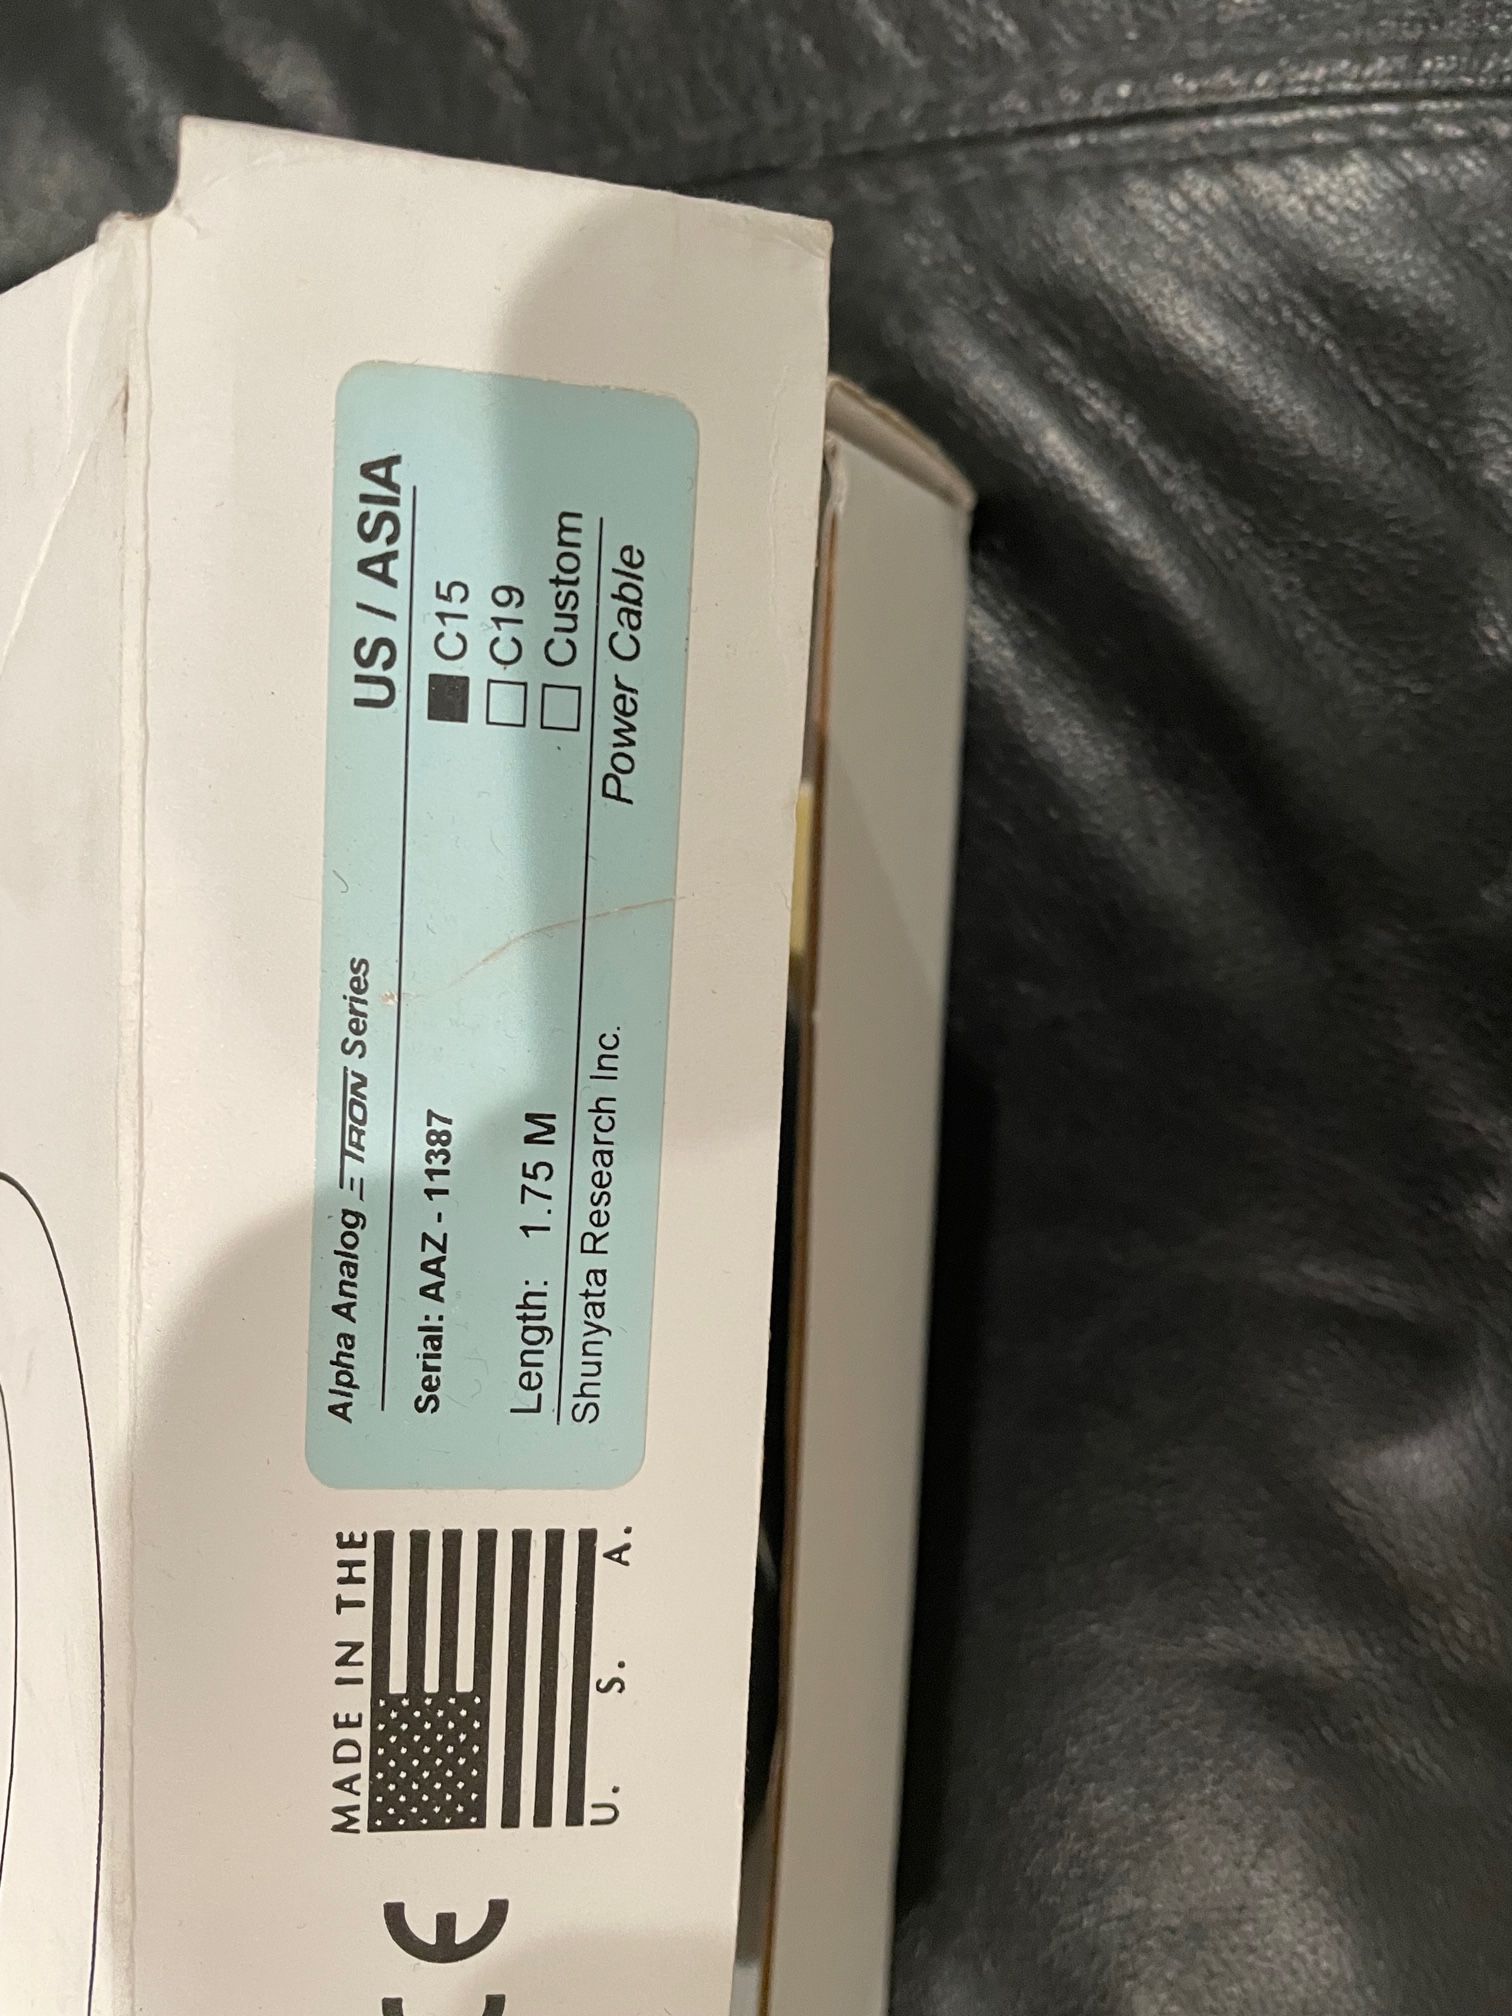 Alpha Analog ΞTRON Series US / ASIA
Serial: AAZ - 11387 ■ C15
□ C19
Length: 1.75 M □ Custom
Shunyata Research Inc. Power Cable
MADE IN THE
U. S. A.
CE